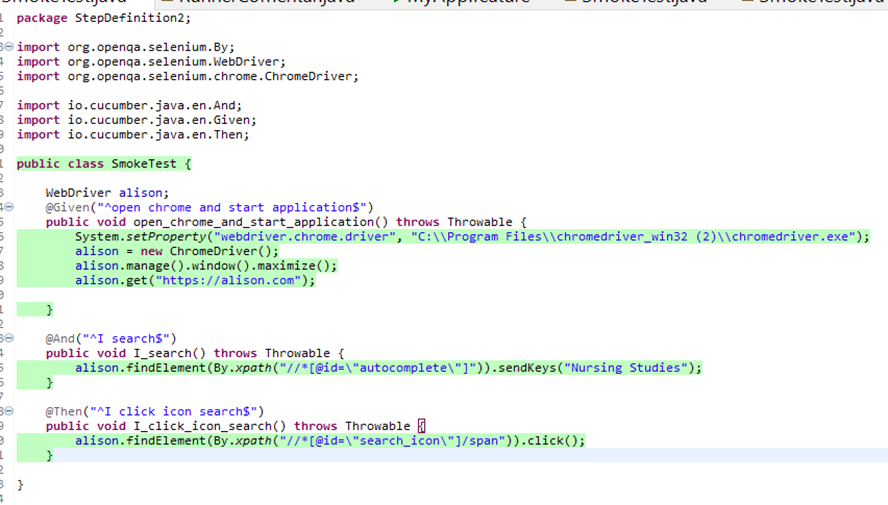 package StepDefinition2;
import org.openqa.selenium.By;
import org.openqa.selenium.WebDriver;
import org.openqa.selenium.chrome.ChromeDriver;
import io.cucumber.java.en.And;
import io.cucumber.java.en.Given;
import io.cucumber.java.en.Then;
public class SmokeTest {
WebDriver alison;
@Given("^open chrome and start application$")
public void open_chrome_and_start_application() throws Throwable {
System.setProperty("webdriver.chrome.driver", "C:\\Program Files\\chromedriver_win32 (2)\\chromedriver.exe");
alison = new ChromeDriver();
alison.manage().window().maximize();
alison.get("https://alison.com");
}
@And("^I search$")
public void I_search() throws Throwable {
alison.findElement(By.xpath("//*[@id=\"autocomplete\"]")).sendKeys("Nursing Studies");
}
@Then("^I click icon search$")
public void I_click_icon_search() throws Throwable {
alison.findElement(By.xpath("//*[@id=\"search_icon\"]/span")).click();
}
}